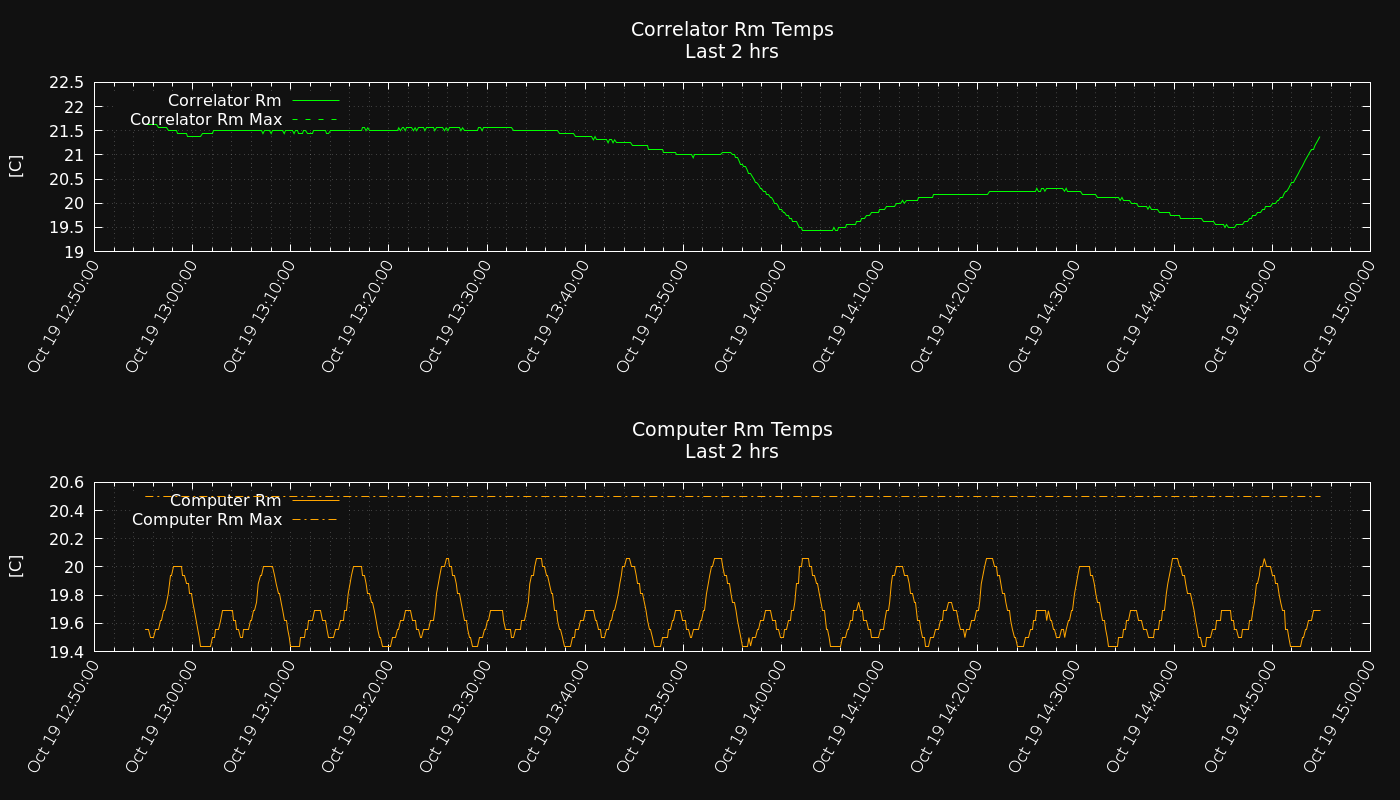 Correlator Rm Temps
Last 2 hrs
22.5
22
21.5
21
20.5
20
19.5
19
[C]
Correlator Rm
Correlator Rm Max
Oct 19 12:50:00
Oct 19 13:00:00
Oct 19 13:10:00
Oct 19 13:20:00
Oct 19 13:30:00
Oct 19 13:40:00
Oct 19 13:50:00
Oct 19 14:00:00
Oct 19 14:10:00
Oct 19 14:20:00
Oct 19 14:30:00
Oct 19 14:40:00
Oct 19 14:50:00
Oct 19 15:00:00
Computer Rm Temps
Last 2 hrs
20.6
20.4
20.2
20
19.8
19.6
19.4
[C]
Computer Rm
Computer Rm Max
Oct 19 12:50:00
Oct 19 13:00:00
Oct 19 13:10:00
Oct 19 13:20:00
Oct 19 13:30:00
Oct 19 13:40:00
Oct 19 13:50:00
Oct 19 14:00:00
Oct 19 14:10:00
Oct 19 14:20:00
Oct 19 14:30:00
Oct 19 14:40:00
Oct 19 14:50:00
Oct 19 15:00:00